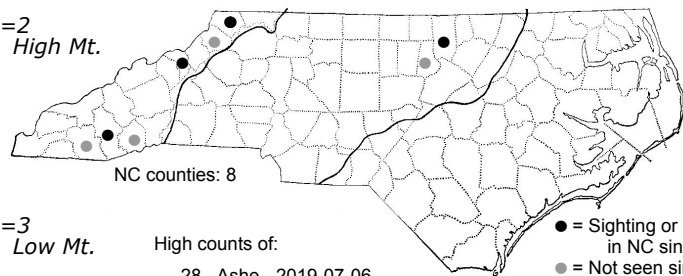 =2
High Mt.
NC counties: 8
=3
Low Mt.
High counts of:
28 - Ashe - 2019-07-06
● = Sighting or
in NC sin
● = Not seen si